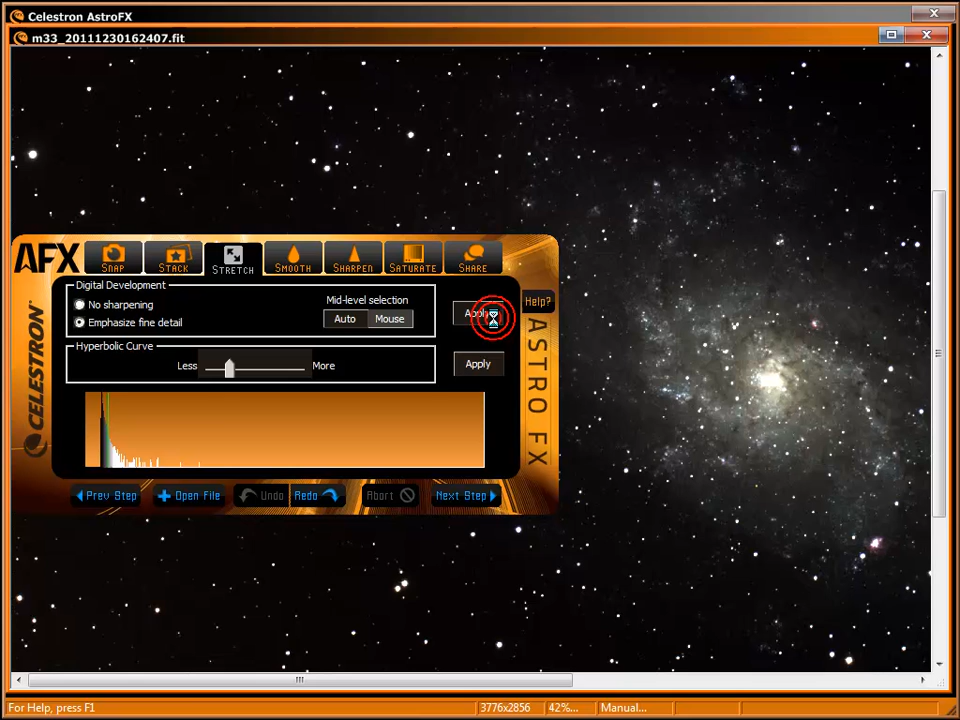 Celestron AstroFX
m33_20111230162407.fit
AFX
SNAP
STACK
STRETCH
SMOOTH
SHARPEN
SATURATE
SHARE
Digital Development
No sharpening
Emphasize fine detail
Mid-level selection
Auto
Mouse
Apply
Help?
Hyperbolic Curve
Less
More
Apply
CELESTRON
ASTRO FX
Prev Step
Open File
Undo
Redo
Abort
Next Step
For Help, press F1
3776x2856
42%...
Manual...